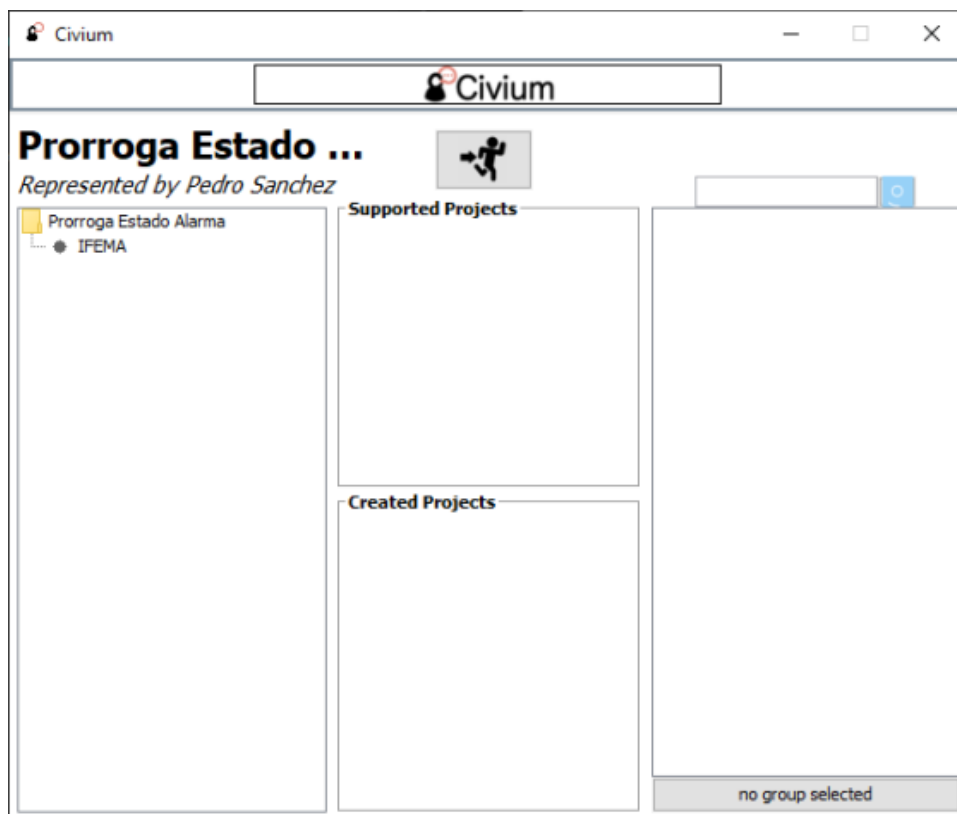 Civium
Civium
Prorroga Estado ...
Represented by Pedro Sanchez
Prorroga Estado Alarma
IFEMA
Supported Projects
Created Projects
no group selected